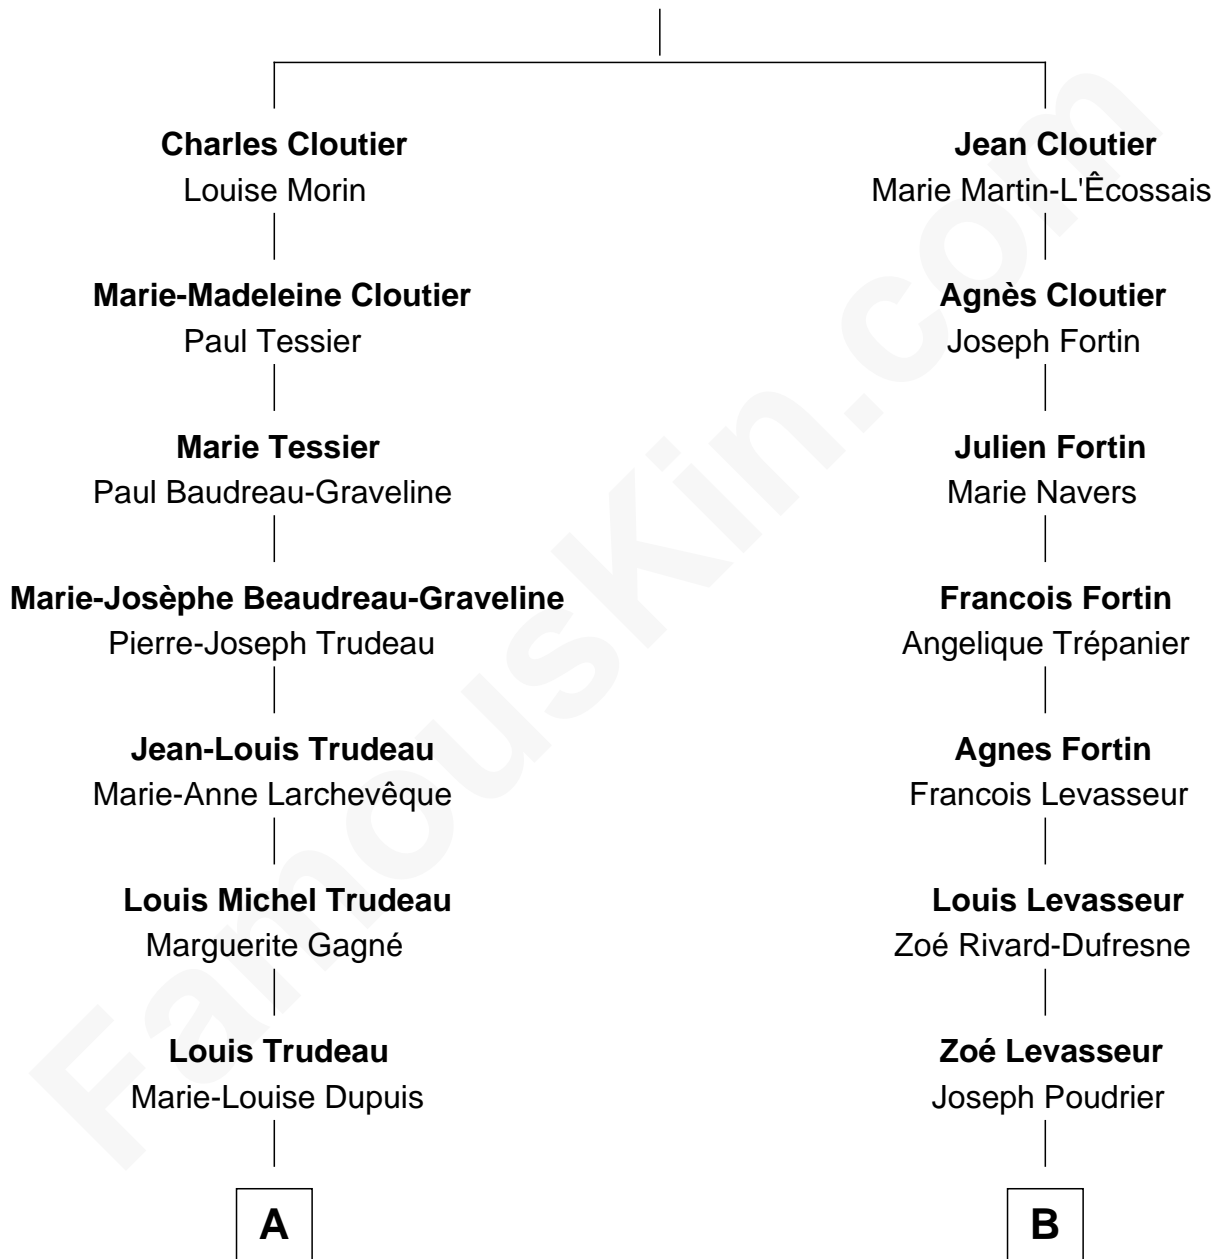 Charles Cloutier
Louise Morin
Marie-Madeleine Cloutier
Paul Tessier
Marie Tessier
Paul Baudreau-Graveline
Marie-Josèphe Beaudreau-Graveline
Pierre-Joseph Trudeau
Jean-Louis Trudeau
Marie-Anne Larchevêque
Louis Michel Trudeau
Marguerite Gagné
Louis Trudeau
Marie-Louise Dupuis
A
Jean Cloutier
Marie Martin-L'Êcossais
Agnès Cloutier
Joseph Fortin
Julien Fortin
Marie Navers
Francois Fortin
Angelique Trépanier
Agnes Fortin
Francois Levasseur
Louis Levasseur
Zoé Rivard-Dufresne
Zoé Levasseur
Joseph Poudrier
B
FamousKin.com